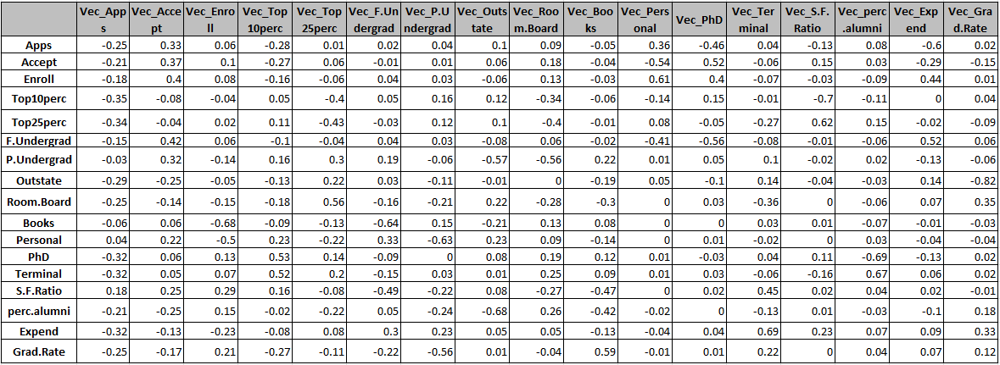 Vec_Apps Vec_Accept Vec_Enroll Vec_Top10perc Vec_Top25perc Vec_F.Undergrad Vec_P.Undergrad Vec_Outstate Vec_Room.Board Vec_Books Vec_Personal Vec_PhD Vec_Terminal Vec_S.F.Ratio Vec_perc.alumni Vec_Expend Vec_Grad.Rate
Apps -0.25 0.33 0.06 -0.28 0.01 0.02 0.04 0.1 0.09 0.05 0.36 -0.46 0.04 -0.13 0.08 -0.6 0.02
Accept -0.21 0.37 0.1 -0.27 0.06 -0.01 0.01 0.06 0.18 -0.04 -0.54 0.52 -0.06 0.15 0.03 -0.29 -0.15
Enroll -0.18 0.4 0.08 -0.16 -0.06 0.04 0.03 -0.06 0.13 -0.03 0.61 0.4 -0.07 -0.03 -0.09 0.44 0.01
Top10perc -0.35 -0.08 -0.04 0.05 -0.4 0.05 0.16 0.12 -0.34 -0.06 -0.14 0.15 -0.01 -0.7 -0.11 0 0.04
Top25perc -0.34 -0.04 0.02 0.11 -0.43 -0.03 0.12 0.1 -0.4 -0.01 0.08 -0.05 -0.27 0.62 0.15 -0.02 -0.09
F.Undergrad -0.15 0.42 0.06 -0.1 -0.04 0.04 0.03 -0.08 0.06 -0.02 -0.41 -0.56 -0.08 -0.01 -0.06 0.52 0.06
P.Undergrad -0.03 0.32 -0.14 0.16 0.3 0.19 -0.06 -0.57 -0.56 0.22 0.01 0.05 0.1 -0.02 0.02 -0.13 -0.06
Outstate -0.29 -0.25 -0.05 -0.13 0.22 0.03 -0.11 -0.01 0 -0.19 0.05 -0.1 0.14 -0.04 -0.03 0.14 -0.82
Room.Board -0.25 -0.14 -0.15 -0.18 0.56 -0.16 -0.21 0.22 -0.28 -0.3 0 0.03 -0.36 0 -0.06 0.07 0.35
Books -0.06 0.06 -0.68 -0.09 -0.13 -0.64 0.15 -0.21 0.13 0.08 0 0 0.03 0.01 -0.07 -0.01 -0.03
Personal 0.04 0.22 -0.5 0.23 -0.22 0.33 -0.63 0.23 0.09 -0.14 0 0.01 -0.02 0 0.03 -0.04 -0.04
PhD -0.32 0.06 0.13 0.53 0.14 -0.09 0 0.08 0.19 0.12 0.01 -0.03 0.04 0.11 -0.69 -0.13 0.02
Terminal -0.32 0.05 0.07 0.52 0.2 -0.15 0.03 0.01 0.25 0.09 0.01 0.03 -0.06 -0.16 0.67 0.06 0.02
S.F.Ratio 0.18 0.25 0.29 0.16 -0.08 -0.49 -0.22 0.08 -0.27 -0.47 0 0.02 0.45 0.02 0.04 0.02 -0.01
perc.alumni -0.21 -0.25 0.15 -0.02 -0.22 0.05 -0.24 -0.68 0.26 -0.42 -0.02 0 -0.13 0.01 -0.03 -0.1 0.18
Expend -0.32 -0.13 -0.23 -0.08 0.08 0.3 0.23 0.05 0.05 -0.13 -0.04 0.04 0.69 0.23 0.07 0.09 0.33
Grad.Rate -0.25 -0.17 0.21 -0.27 -0.11 -0.22 -0.56 0.01 -0.04 0.59 -0.01 0.01 0.22 0 0.04 0.07 0.12